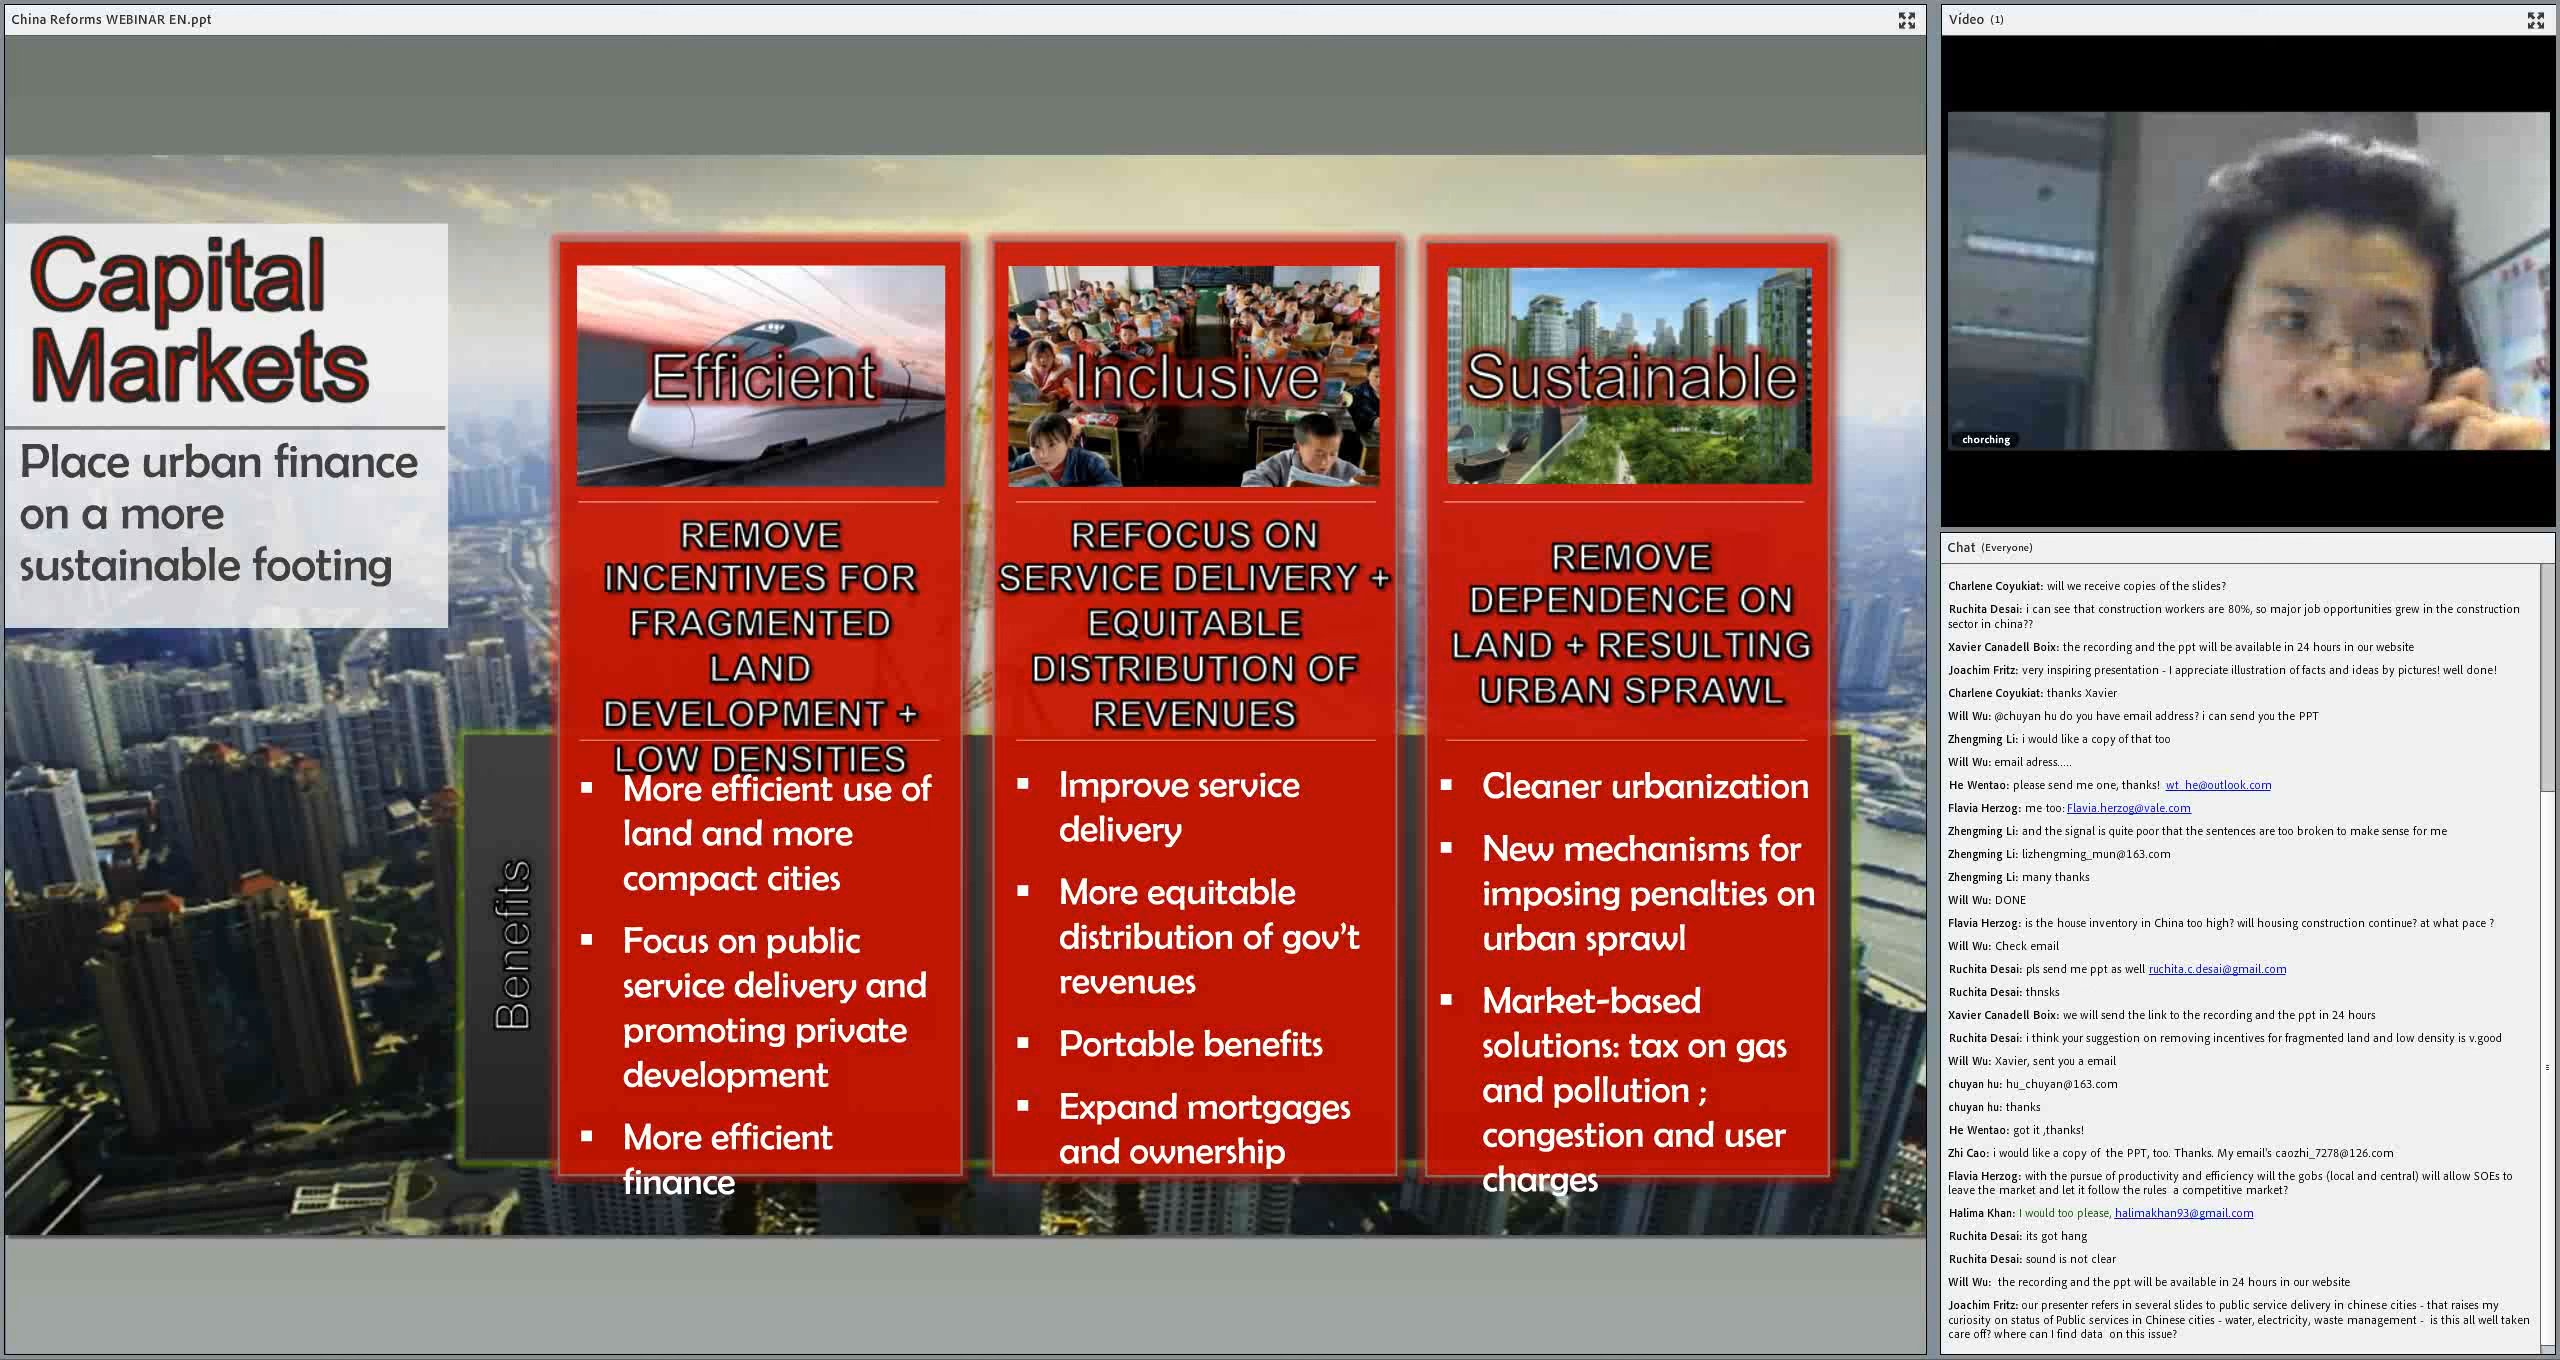 China Reforms WEBINAR EN.ppt
Capital
Markets
Place urban finance
on a more
sustainable footing
Benefits
Efficient
REMOVE
INCENTIVES FOR
FRAGMENTED
LAND
DEVELOPMENT +
LOW DENSITIES
▪ More efficient use of
land and more
compact cities
▪ Focus on public
service delivery and
promoting private
development
▪ More efficient
finance
Inclusive
REFOCUS ON
SERVICE DELIVERY +
EQUITABLE
DISTRIBUTION OF
REVENUES
▪ Improve service
delivery
▪ More equitable
distribution of gov't
revenues
▪ Portable benefits
▪ Expand mortgages
and ownership
Sustainable
REMOVE
DEPENDENCE ON
LAND + RESULTING
URBAN SPRAWL
▪ Cleaner urbanization
▪ New mechanisms for
imposing penalties on
urban sprawl
▪ Market-based
solutions: tax on gas
and pollution ;
congestion and user
charges
Vídeo (1)
chorching
Chat (Everyone)
Charlene Coyukiat: will we receive copies of the slides?
Ruchita Desai: i can see that construction workers are 80%, so major job opportunities grew in the construction
sector in china??
Xavier Canadell Boix: the recording and the ppt will be available in 24 hours in our website
Joachim Fritz: very inspiring presentation - I appreciate illustration of facts and ideas by pictures! well done!
Charlene Coyukiat: thanks Xavier
Will Wu: @chuyan hu do you have email address? i can send you the PPT
Zhengming Li: i would like a copy of that too
Will Wu: email adress.....
He Wentao: please send me one, thanks! wt_he@outlook.com
Flavia Herzog: me too: Flavia.herzog@vale.com
Zhengming Li: and the signal is quite poor that the sentences are too broken to make sense for me
Zhengming Li: lizhengming_mun@163.com
Zhengming Li: many thanks
Will Wu: DONE
Flavia Herzog: is the house inventory in China too high? will housing construction continue? at what pace ?
Will Wu: Check email
Ruchita Desai: pls send me ppt as well ruchita.c.desai@gmail.com
Ruchita Desai: thnsks
Xavier Canadell Boix: we will send the link to the recording and the ppt in 24 hours
Ruchita Desai: i think your suggestion on removing incentives for fragmented land and low density is v.good
Will Wu: Xavier, sent you a email
chuyan hu: hu_chuyan@163.com
chuyan hu: thanks
He Wentao: got it ,thanks!
Zhi Cao: i would like a copy of the PPT, too. Thanks. My email's caozhi_7278@126.com
Flavia Herzog: with the pursue of productivity and efficiency will the gobs (local and central) will allow SOEs to
leave the market and let it follow the rules a competitive market?
Halima Khan: I would too please, halimakhan93@gmail.com
Ruchita Desai: its got hang
Ruchita Desai: sound is not clear
Will Wu: the recording and the ppt will be available in 24 hours in our website
Joachim Fritz: our presenter refers in several slides to public service delivery in chinese cities - that raises my
curiosity on status of Public services in Chinese cities - water, electricity, waste management - is this all well taken
care off? where can I find data on this issue?